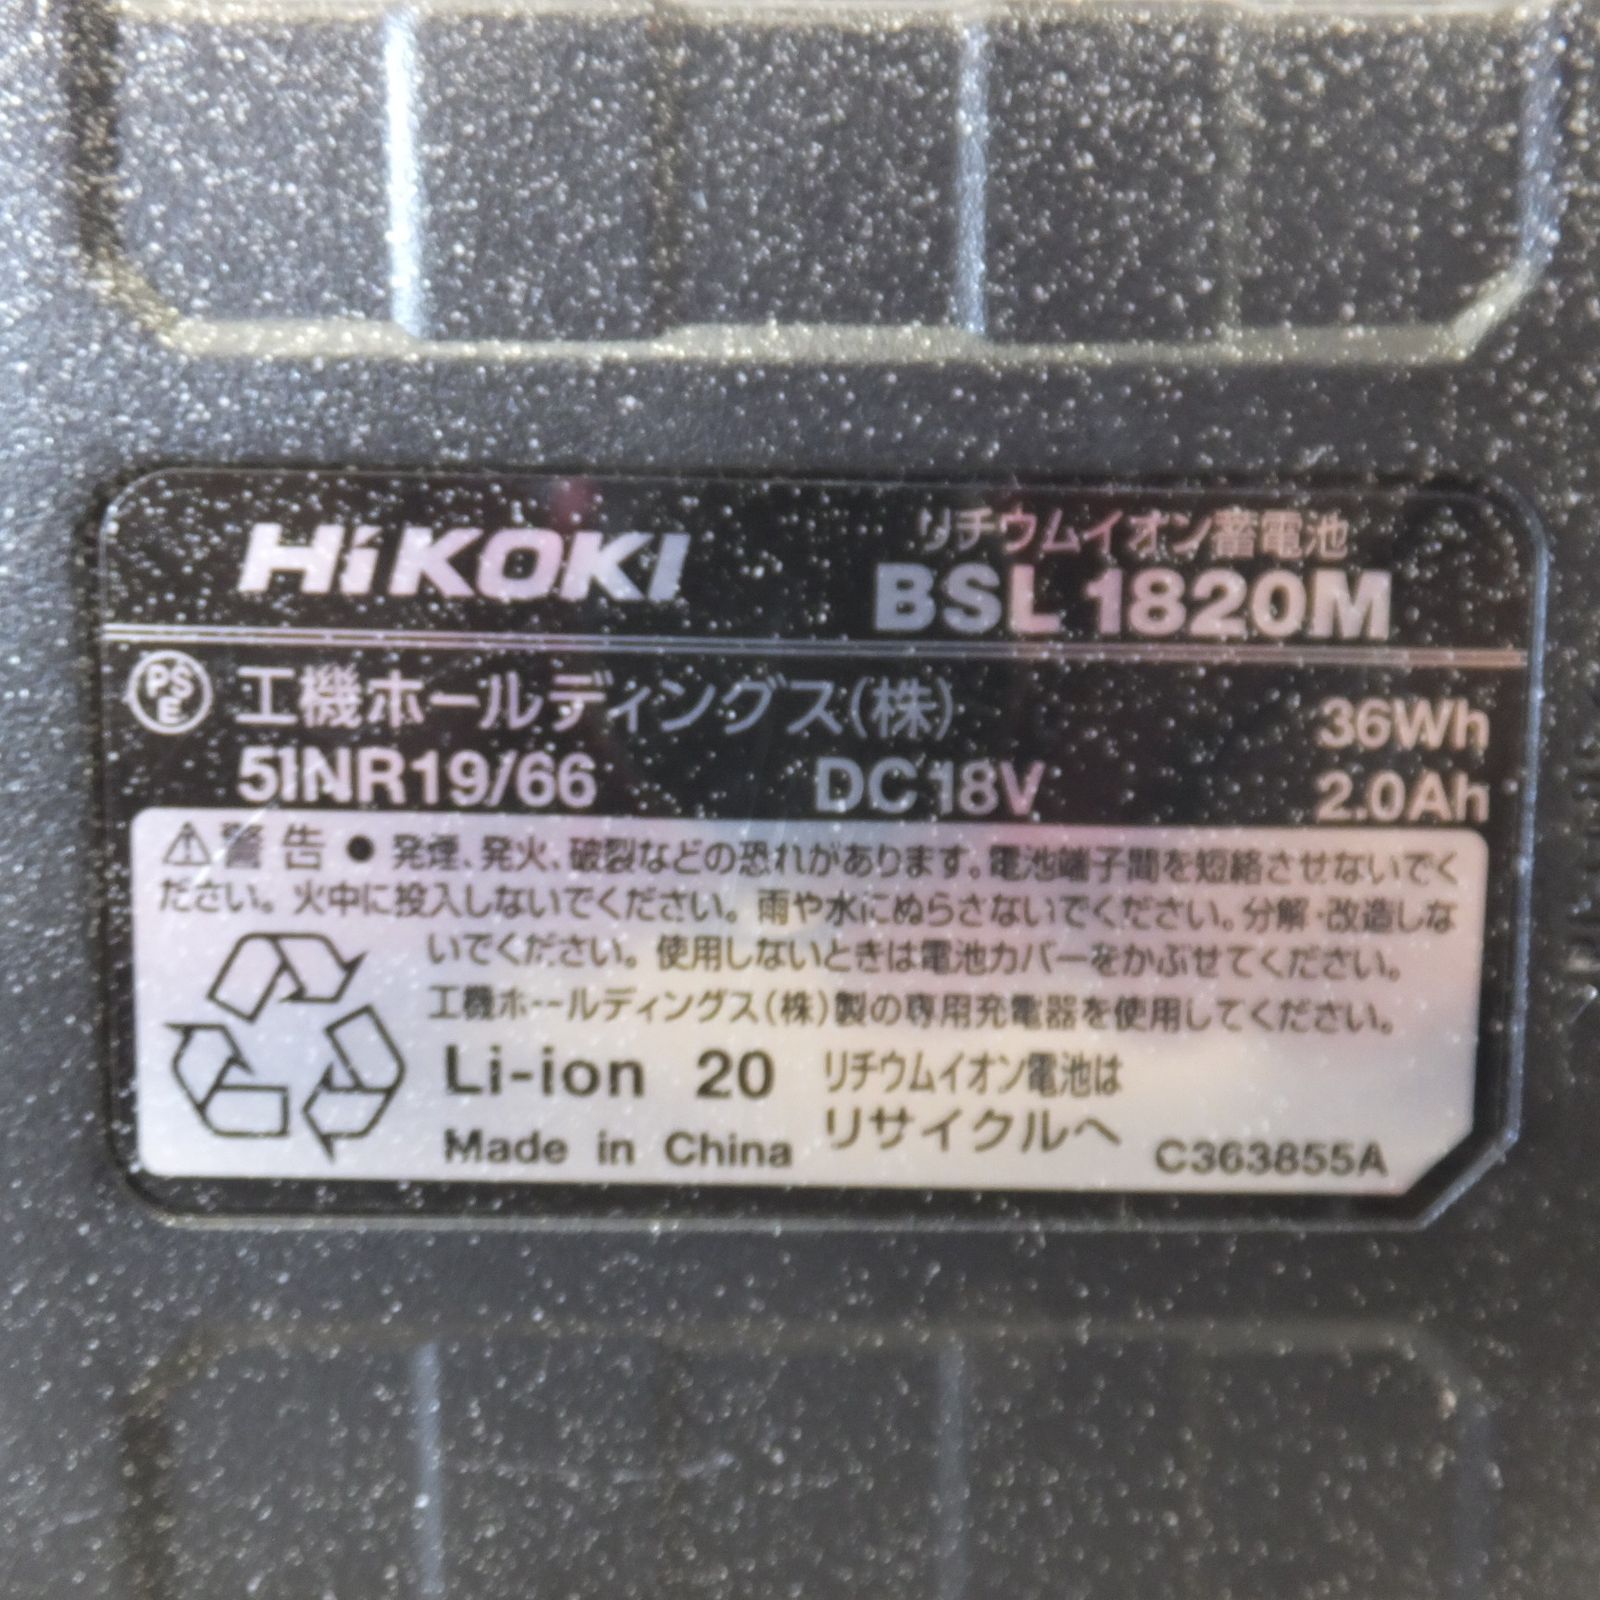 HiKOKI
リチウムイオン蓄電池
BSL 1820M
PSE 工機ホールディングス(株) 36Wh
5INR19/66 DC 18V 2.0Ah
⚠警告 ●発煙、発火、破裂などの恐れがあります。電池端子間を短絡させないでく
ださい。火中に投入しないでください。雨や水にぬらさないでください。分解・改造しな
いでください。使用しないときは電池カバーをかぶせてください。
工機ホールディングス(株)製の専用充電器を使用してください。
Li-ion 20 リチウムイオン電池は
リサイクルへ
Made in China
C363855A